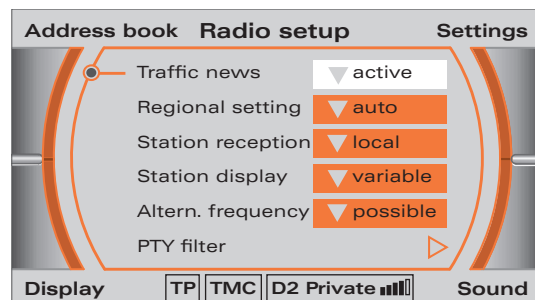 Address book Radio setup Settings
Traffic news active
Regional setting auto
Station reception local
Station display variable
Altern. frequency possible
PTY filter
Display TP TMC D2 Private Sound